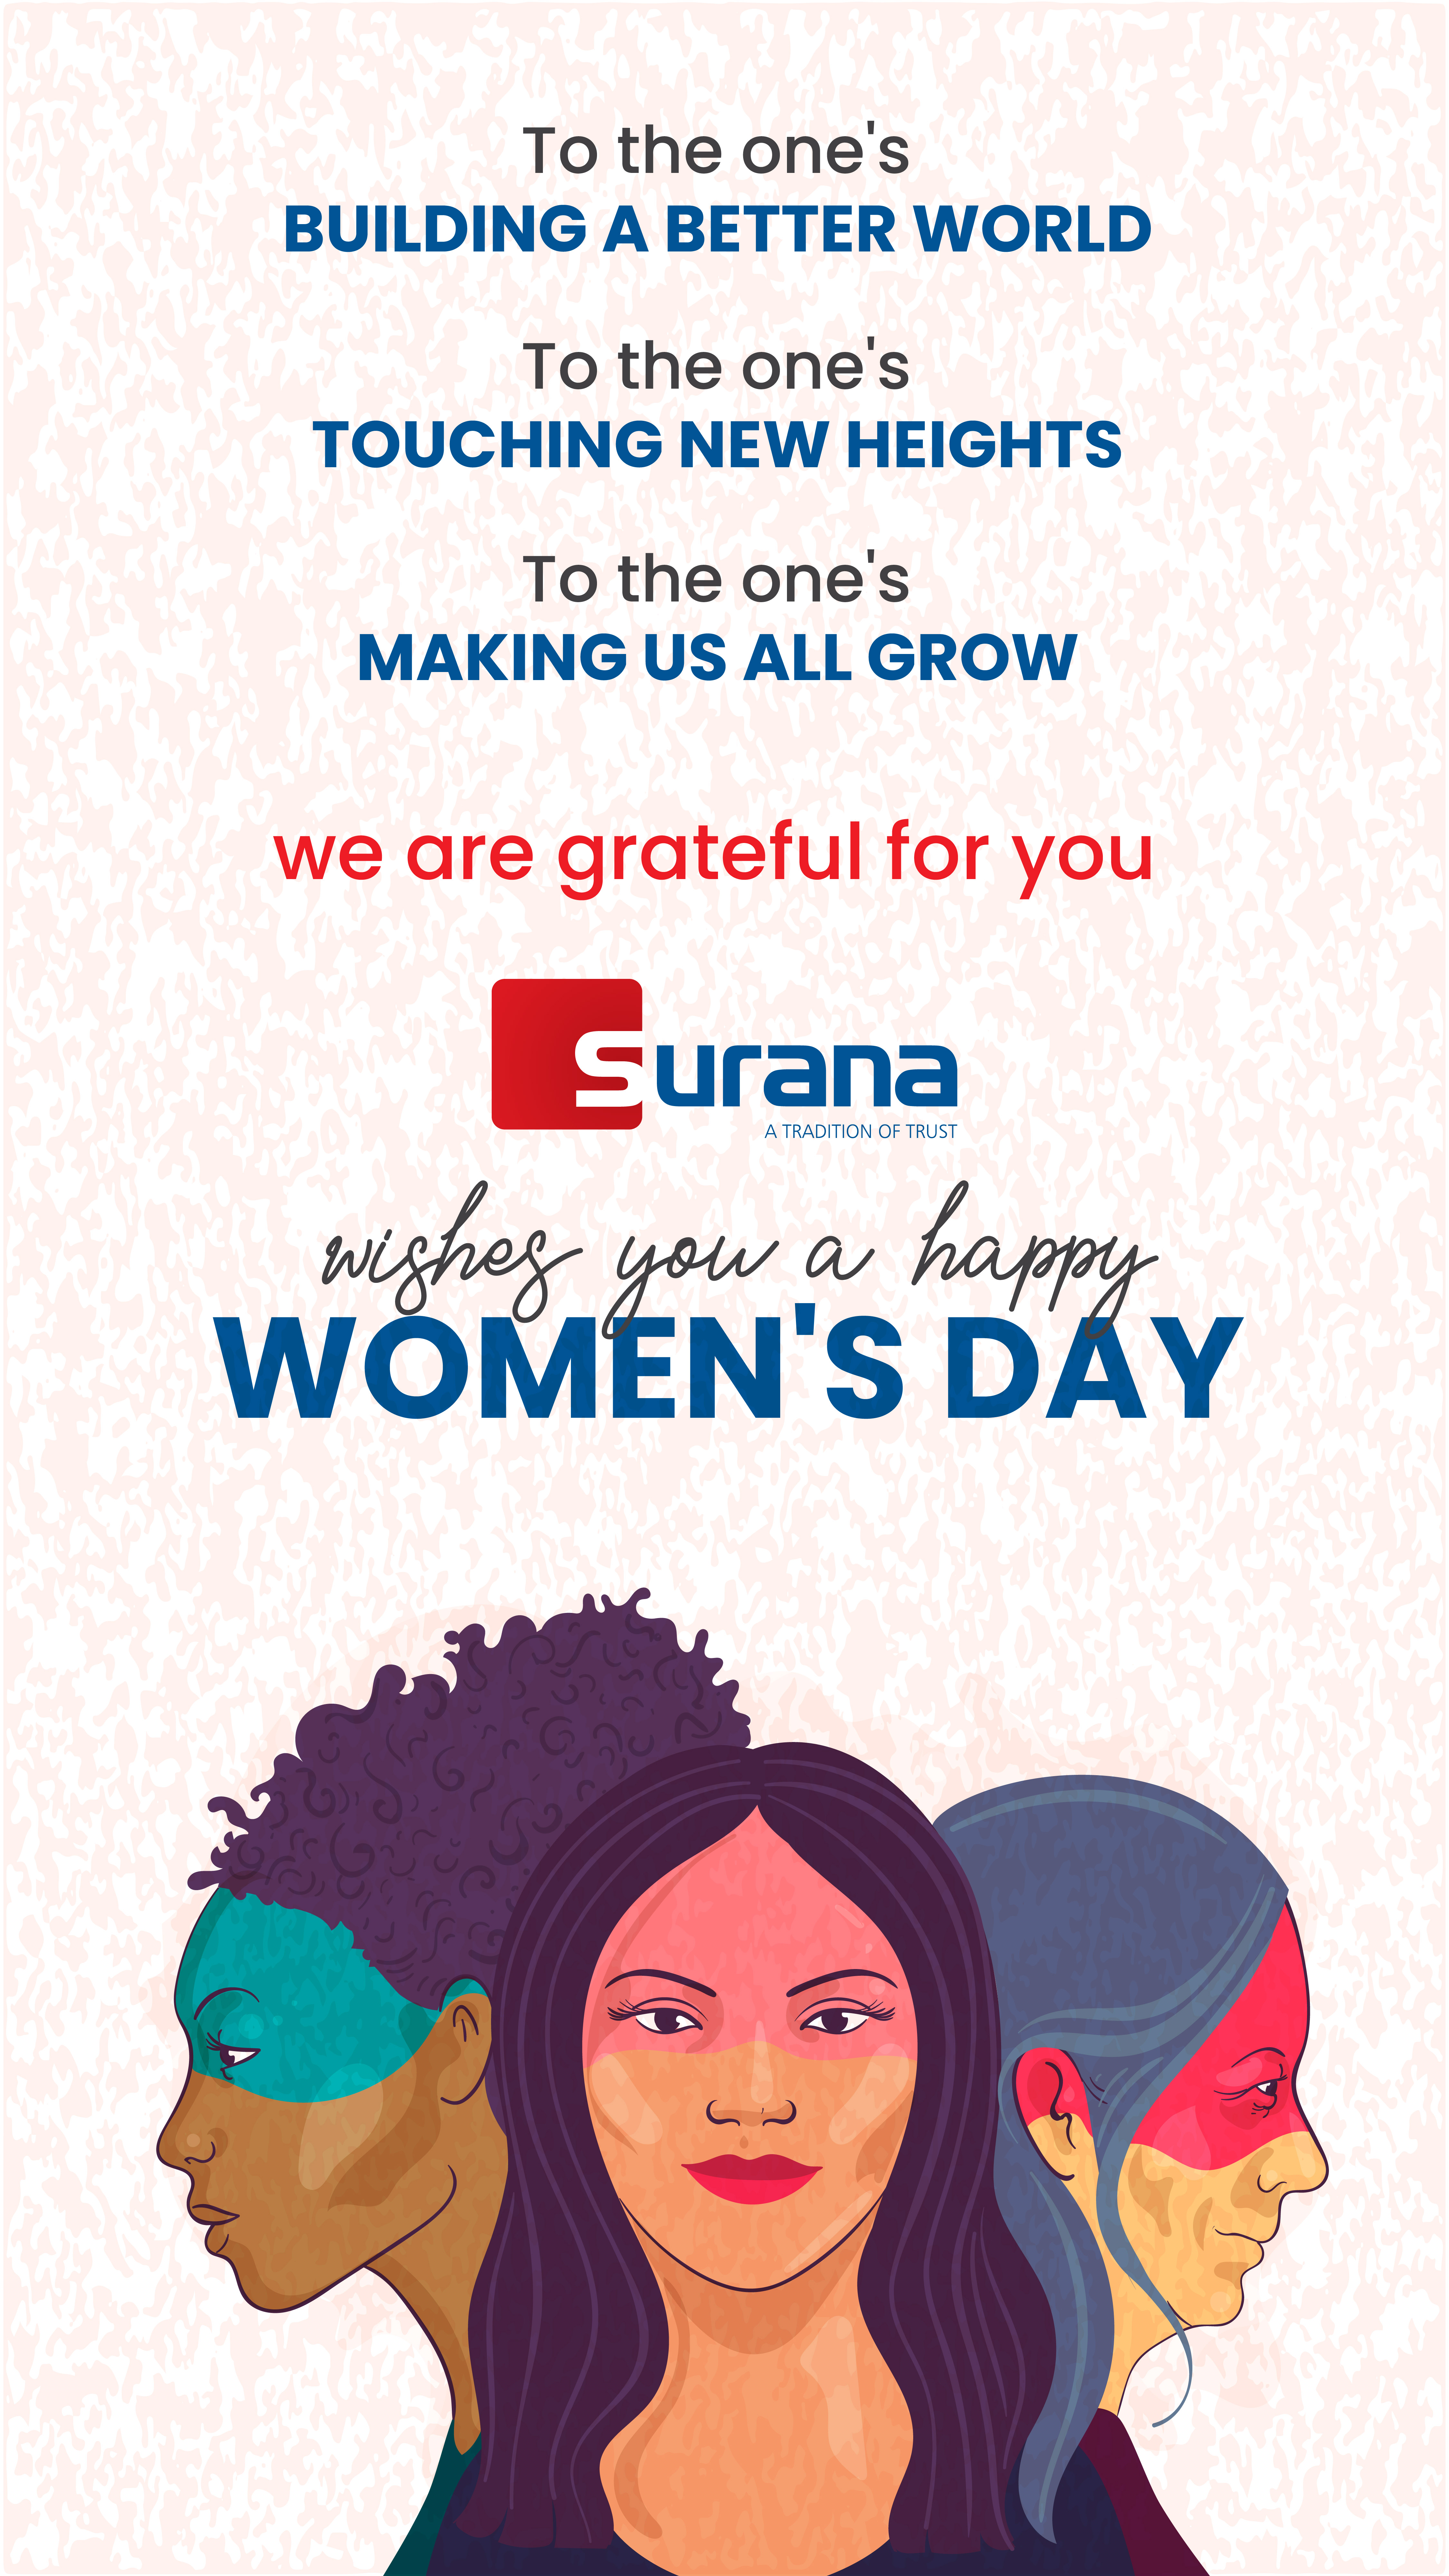 To the one's
BUILDING A BETTER WORLD
To the one's
TOUCHING NEW HEIGHTS
To the one's
MAKING US ALL GROW
we are grateful for you
surana
A TRADITION OF TRUST
wishes you a happy
WOMEN'S DAY